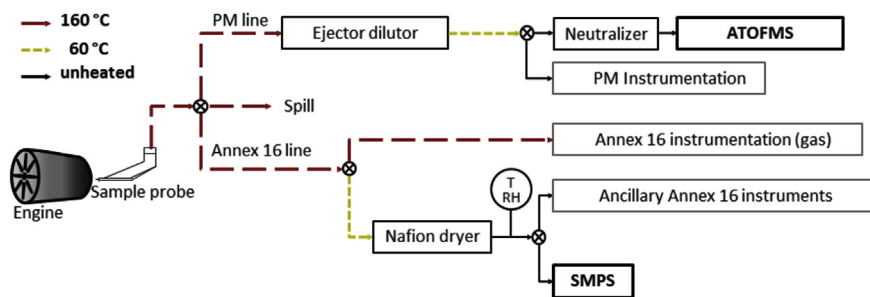 160 °C
60 °C
unheated
PM line
Ejector dilutor
Neutralizer
ATOFMS
PM Instrumentation
Spill
Annex 16 line
Annex 16 instrumentation (gas)
Engine
Sample probe
T
RH
Nafion dryer
Ancillary Annex 16 instruments
SMPS